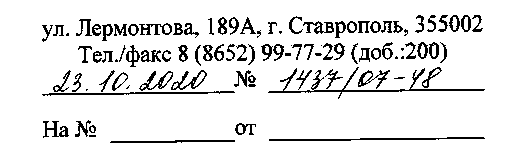 ул. Лермонтова, 189А, г. Ставрополь, 355002
Тел./факс 8 (8652) 99-77-29 (доб.:200)
23.10.2020 № 1437/07-48
На № от